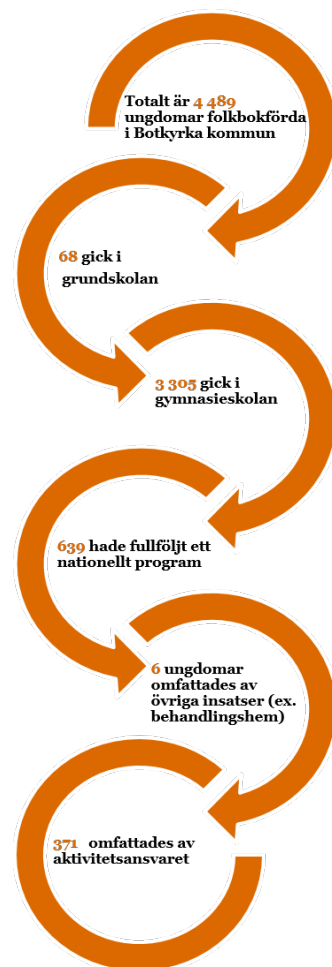 Totalt är 4 489
ungdomar folkbokförda
i Botkyrka kommun
68 gick i
grundskolan
3 305 gick i
gymnasieskolan
639 hade fullföljt ett
nationellt program
6 ungdomar
omfattades av
övriga insatser (ex.
behandlingshem)
371 omfattades av
aktivitetsansvaret